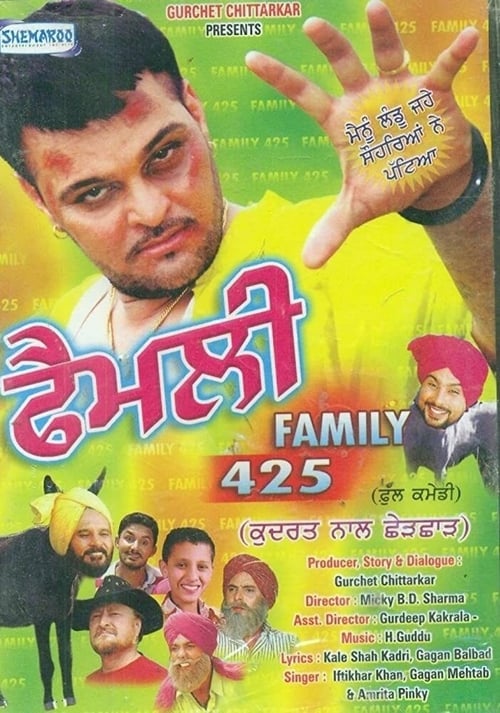 GURCHET CHITTARKAR
PRESENTS
SHEMAROO
ਮੈਨੂੰ ਲੰਡੂ ਜਹੇ
ਸੌਹਰਿਆਂ ਨੇ
ਪੱਟਿਆ
ਫੈਮਲੀ
FAMILY
425
(ਫੁੱਲ ਕਮੇਡੀ)
(ਕੁਦਰਤ ਨਾਲ ਛੇੜਛਾੜ)
Producer, Story & Dialogue :
Gurchet Chittarkar
Director : Micky B.D. Sharma
Asst. Director : Gurdeep Kakrala -
Music : H.Guddu
Lyrics : Kale Shah Kadri, Gagan Balbad
Singer : Iftikhar Khan, Gagan Mehtab
& Amrita Pinky